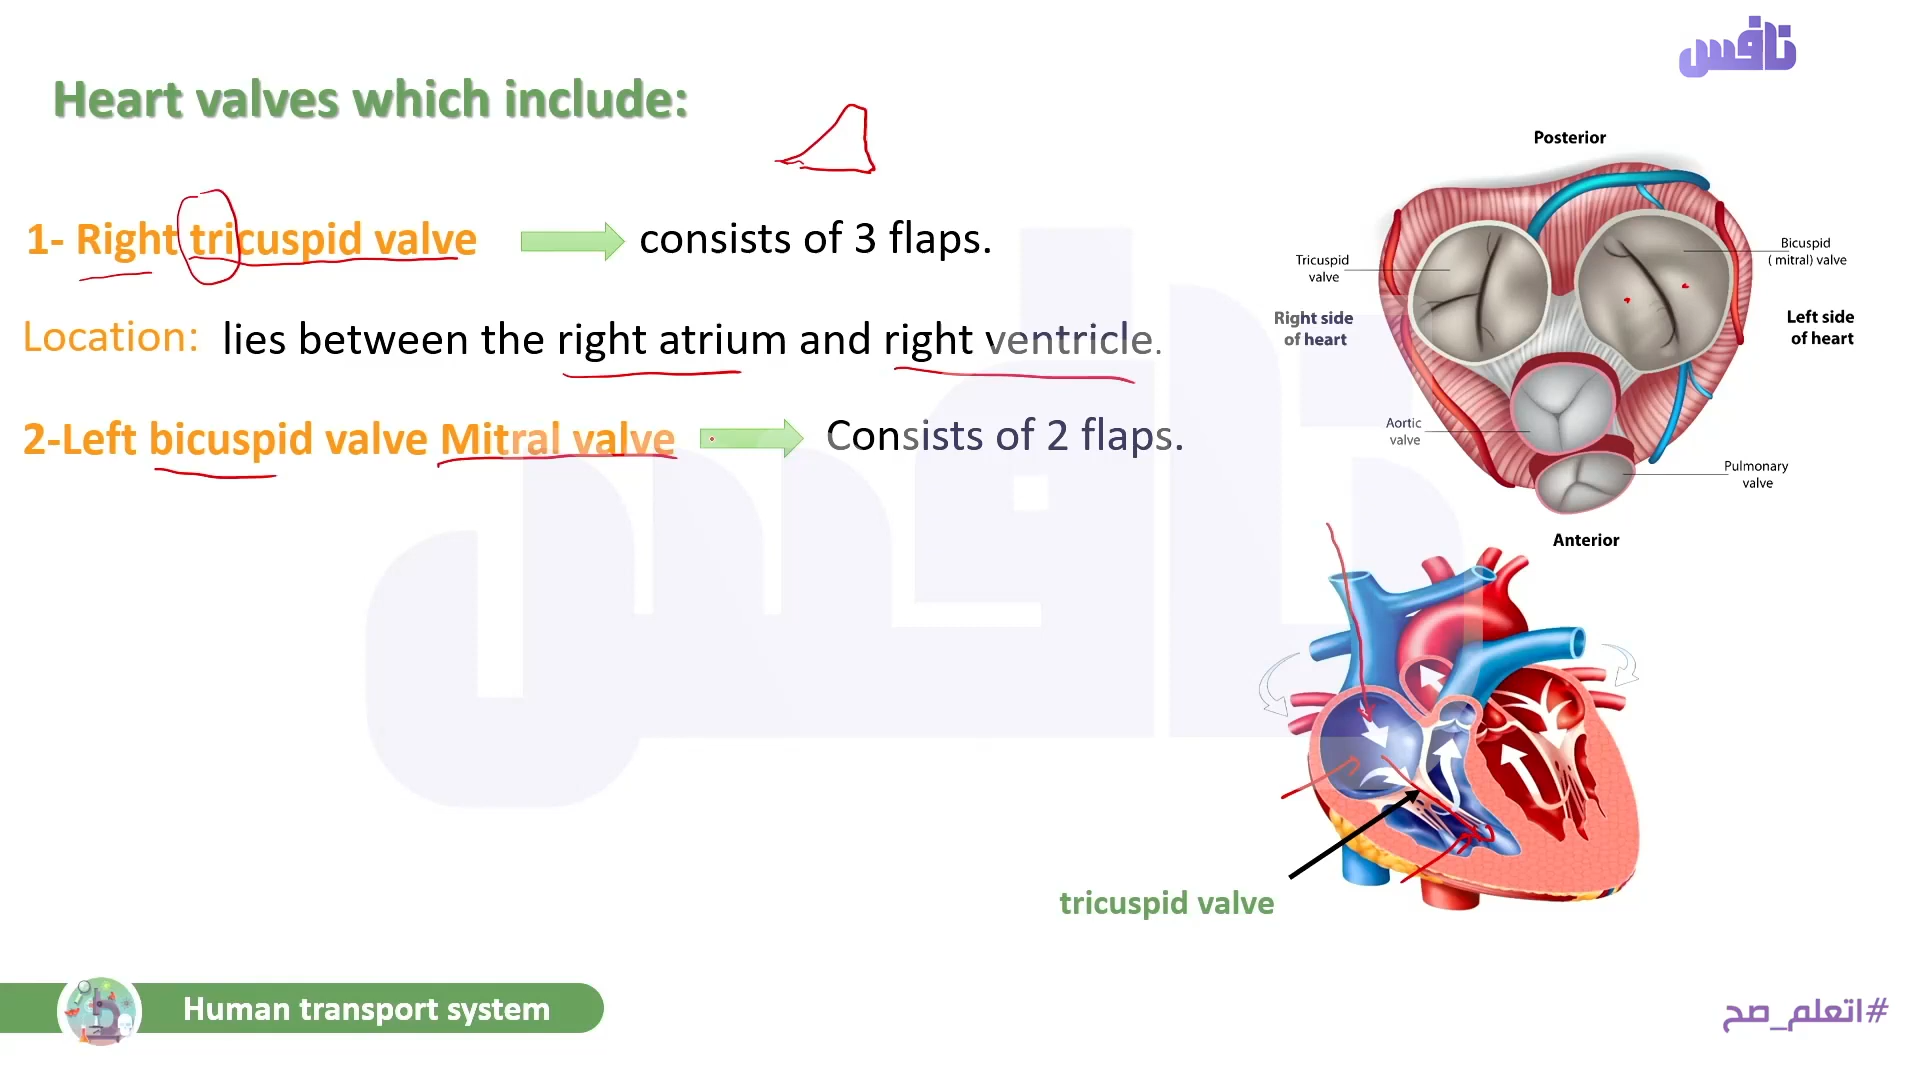 نافس
Heart valves which include:
1- Right tricuspid valve
consists of 3 flaps.
Location: lies between the right atrium and right ventricle.
2-Left bicuspid valve Mitral valve
Consists of 2 flaps.
Posterior
Tricuspid
valve
Bicuspid
( mitral) valve
Right side
of heart
Left side
of heart
Aortic
valve
Pulmonary
valve
Anterior
tricuspid valve
Human transport system
#اتعلم_صح